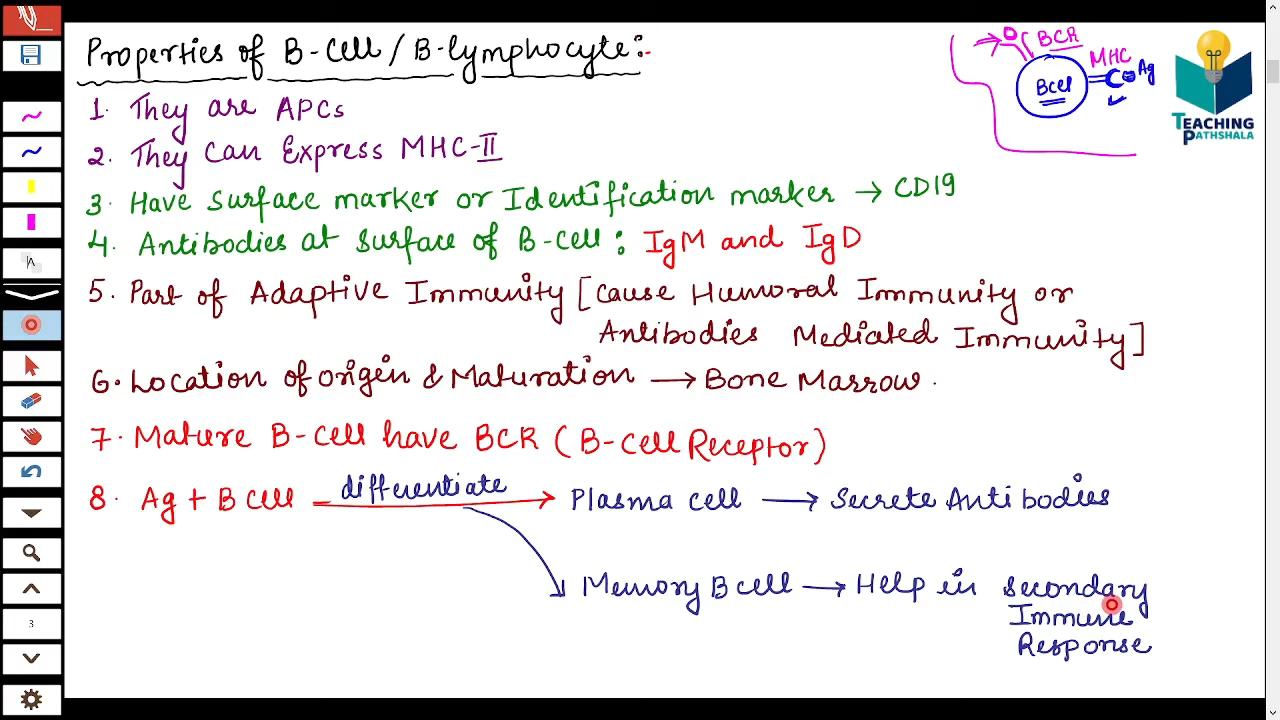 Properties of B-Cell / B-lymphocyte:-
BCR
MHC
Ag
Bcell
TEACHING
PATHSHALA
1. They are APCs
2. They can Express MHC-II
3. Have surface marker or Identification marker → CD19
4. Antibodies at surface of B-cell: IgM and IgD
5. Part of Adaptive Immunity [cause Humoral Immunity or
Antibodies Mediated Immunity]
6. Location of origin & Maturation → Bone Marrow.
7. Mature B-cell have BCR (B-Cell Receptor)
8. Ag + B cell differentiate → Plasma cell → Secrete Antibodies
Memory B cell → Help in secondary
Immune
Response
3